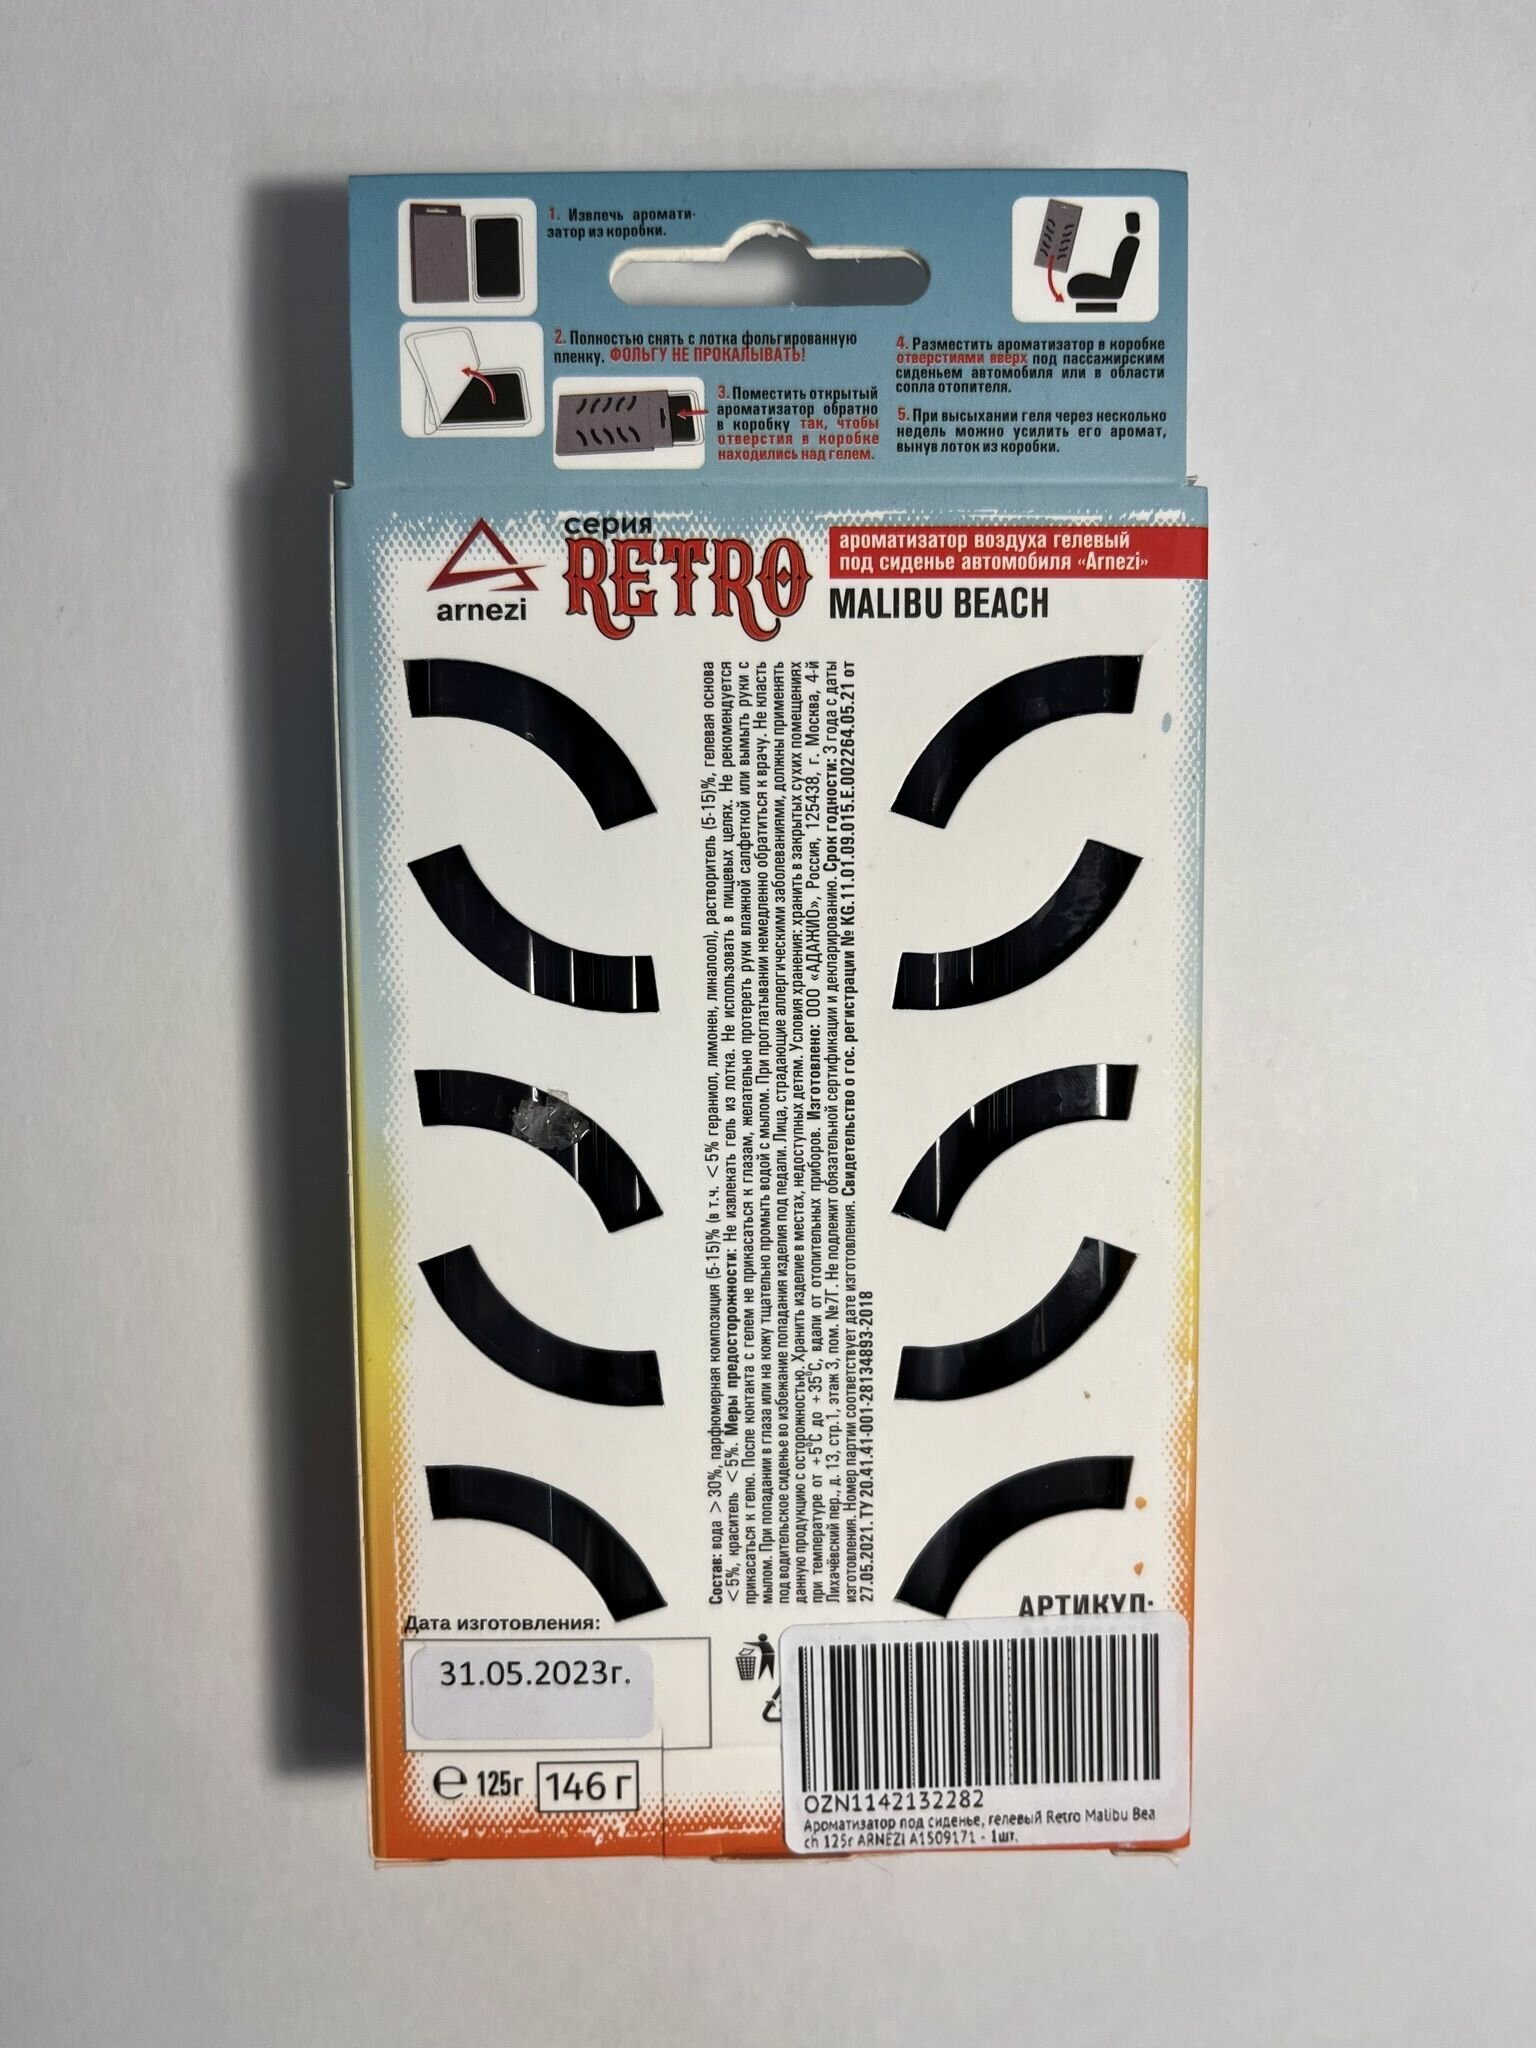 1. Извлечь аромати-
затор из коробки.
2. Полностью снять с лотка фольгированную
пленку. ФОЛЬГУ НЕ ПРОКАЛЫВАТЬ!
3. Поместить открытый
ароматизатор обратно
в коробку так, чтобы
отверстия в коробке
находились над гелем.
4. Разместить ароматизатор в коробке
отверстиями вверх под пассажирским
сиденьем автомобиля или в области
сопла отопителя.
5. При высыхании геля через несколько
недель можно усилить его аромат,
вынув лоток из коробки.
arnezi
серия
RETRO
ароматизатор воздуха гелевый
под сиденье автомобиля «Arnezi»
MALIBU BEACH
Состав: вода > 30%, парфюмерная композиция (5-15)% (в т.ч. < 5% гераниол, лимонен, линалоол), растворитель (5-15)%, гелевая основа
< 5%, краситель < 5%. Меры предосторожности: Не извлекать гель из лотка. Не использовать в пищевых целях. Не рекомендуется
прикасаться к гелю. После контакта с гелем не прикасаться к глазам, желательно протереть руки влажной салфеткой или вымыть руки с
мылом. При попадании в глаза или на кожу тщательно промыть водой с мылом. При проглатывании немедленно обратиться к врачу. Не класть
под водительское сиденье во избежание попадания изделия под педали. Лица, страдающие аллергическими заболеваниями, должны применять
данную продукцию с осторожностью. Хранить изделие в местах, недоступных детям. Условия хранения: хранить в закрытых сухих помещениях
при температуре от +5°С до +35°С, вдали от отопительных приборов. Изготовлено: ООО «АДАЖИО», Россия, 125438, г. Москва, 4-й
Лихачёвский пер., д. 13, стр.1, этаж 3, пом. №7Г. Не подлежит обязательной сертификации и декларированию. Срок годности: 3 года с даты
изготовления. Номер партии соответствует дате изготовления. Свидетельство о гос. регистрации № KG.11.01.09.015.E.002264.05.21 от
27.05.2021. ТУ 20.41.41-001-28134893-2018
АРТИКУЛ:
Дата изготовления:
31.05.2023г.
℮ 125г 146 г
OZN1142132282
Ароматизатор под сиденье, гелевый Retro Malibu Bea
ch 125г ARNEZI A1509171 - 1шт.